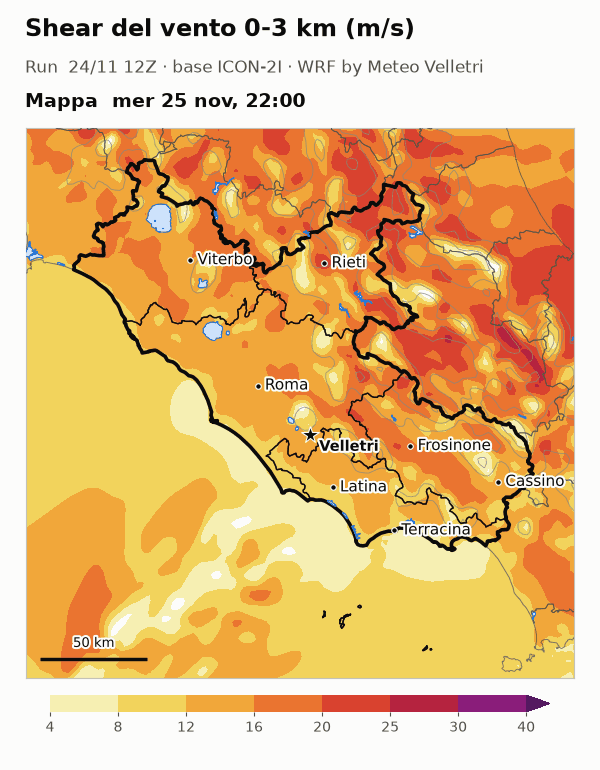 Shear del vento 0-3 km (m/s)
Run  24/11 12Z · base ICON-2I · WRF by Meteo Velletri
Mappa  mer 25 nov, 22:00
Viterbo
Rieti
Roma
Velletri
Frosinone
Latina
Cassino
Terracina
50 km
4 8 12 16 20 25 30 40